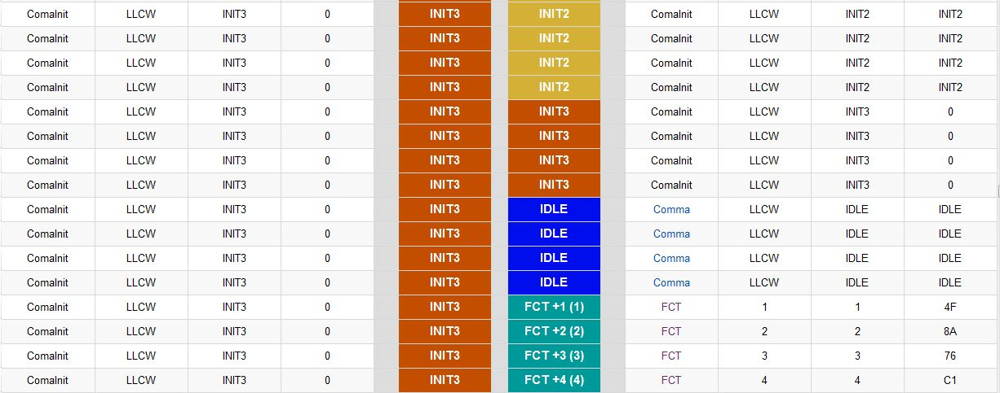 ComaInit LLCW INIT3 0 INIT3 INIT2 ComaInit LLCW INIT2 INIT2
ComaInit LLCW INIT3 0 INIT3 INIT2 ComaInit LLCW INIT2 INIT2
ComaInit LLCW INIT3 0 INIT3 INIT2 ComaInit LLCW INIT2 INIT2
ComaInit LLCW INIT3 0 INIT3 INIT2 ComaInit LLCW INIT2 INIT2
ComaInit LLCW INIT3 0 INIT3 INIT3 ComaInit LLCW INIT3 0
ComaInit LLCW INIT3 0 INIT3 INIT3 ComaInit LLCW INIT3 0
ComaInit LLCW INIT3 0 INIT3 INIT3 ComaInit LLCW INIT3 0
ComaInit LLCW INIT3 0 INIT3 INIT3 ComaInit LLCW INIT3 0
ComaInit LLCW INIT3 0 INIT3 IDLE Comma LLCW IDLE IDLE
ComaInit LLCW INIT3 0 INIT3 IDLE Comma LLCW IDLE IDLE
ComaInit LLCW INIT3 0 INIT3 IDLE Comma LLCW IDLE IDLE
ComaInit LLCW INIT3 0 INIT3 IDLE Comma LLCW IDLE IDLE
ComaInit LLCW INIT3 0 INIT3 FCT +1 (1) FCT 1 1 4F
ComaInit LLCW INIT3 0 INIT3 FCT +2 (2) FCT 2 2 8A
ComaInit LLCW INIT3 0 INIT3 FCT +3 (3) FCT 3 3 76
ComaInit LLCW INIT3 0 INIT3 FCT +4 (4) FCT 4 4 C1